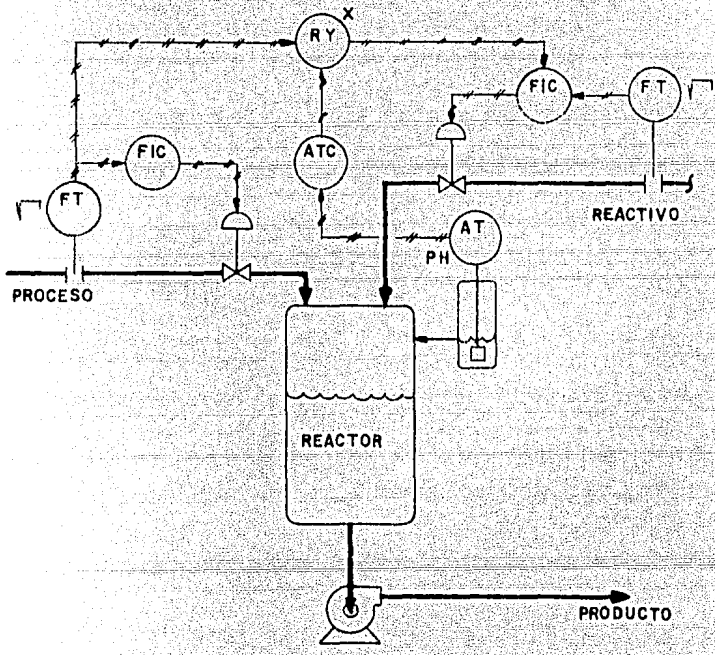 X
RY
FIC
FT
FIC
ATC
FT
REACTIVO
AT
PH
PROCESO
REACTOR
PRODUCTO